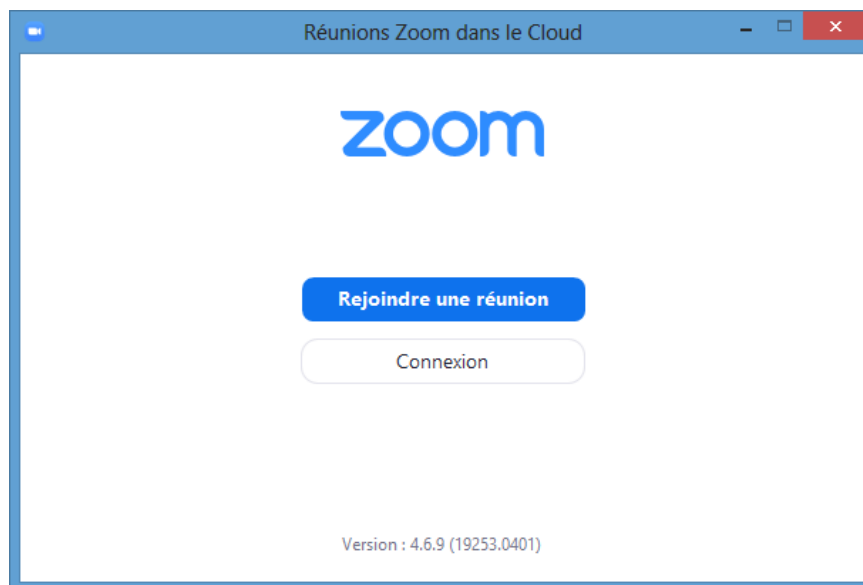 Réunions Zoom dans le Cloud
zoom
Rejoindre une réunion
Connexion
Version : 4.6.9 (19253.0401)